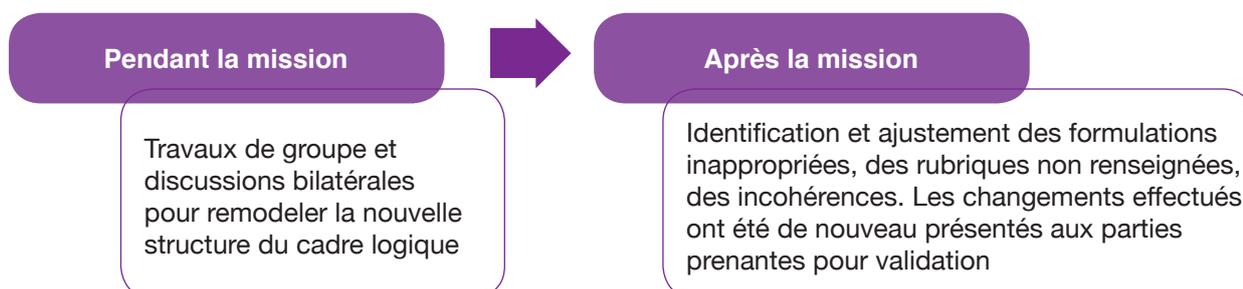 Pendant la mission
Travaux de groupe et
discussions bilatérales
pour remodeler la nouvelle
structure du cadre logique
Après la mission
Identification et ajustement des formulations
inappropriées, des rubriques non renseignées,
des incohérences. Les changements effectués
ont été de nouveau présentés aux parties
prenantes pour validation